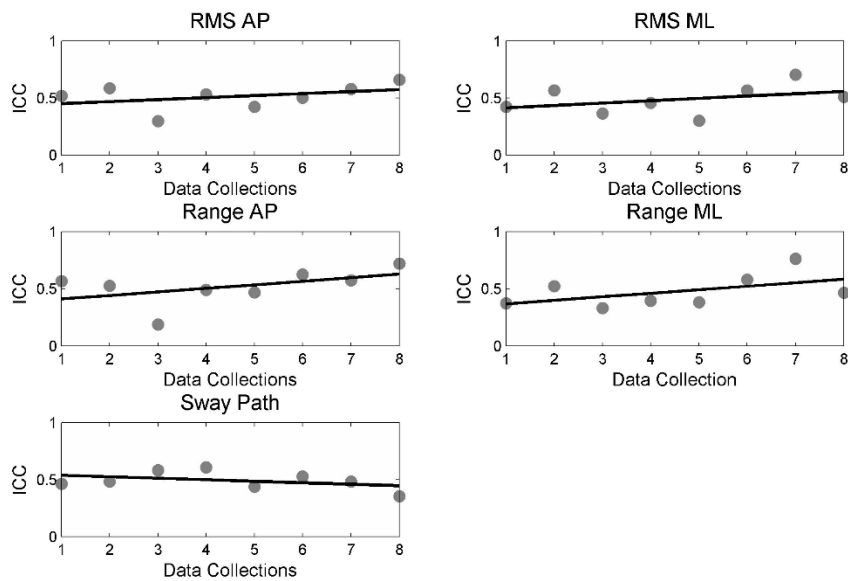 RMS AP
1
0.5
0
ICC
1 2 3 4 5 6 7 8
Data Collections
RMS ML
1
0.5
0
ICC
1 2 3 4 5 6 7 8
Data Collections
Range AP
1
0.5
0
ICC
1 2 3 4 5 6 7 8
Data Collections
Range ML
1
0.5
0
ICC
1 2 3 4 5 6 7 8
Data Collection
Sway Path
1
0.5
0
ICC
1 2 3 4 5 6 7 8
Data Collections